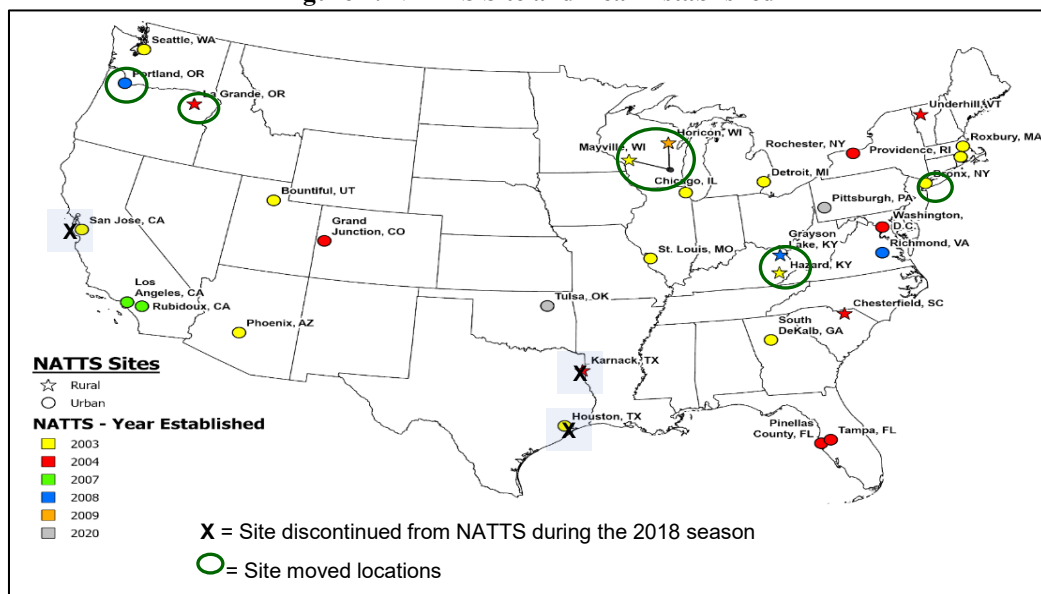 Seattle, WA
Portland, OR
La Grande, OR
Mayville, WI
Horicon, WI
Chicago, IL
Detroit, MI
Rochester, NY
Underhill, VT
Roxbury, MA
Providence, RI
Bronx, NY
Pittsburgh, PA
Washington,
D.C.
Richmond, VA
Bountiful, UT
Grand
Junction, CO
San Jose, CA
X
St. Louis, MO
Grayson
Lake, KY
Hazard, KY
Los
Angeles, CA
Rubidoux, CA
Phoenix, AZ
Tulsa, OK
Chesterfield, SC
South
DeKalb, GA
Karnack, TX
X
Houston, TX
X
Pinellas
County, FL
Tampa, FL
NATTS Sites
Rural
Urban
NATTS - Year Established
2003
2004
2007
2008
2009
2020
X = Site discontinued from NATTS during the 2018 season
= Site moved locations